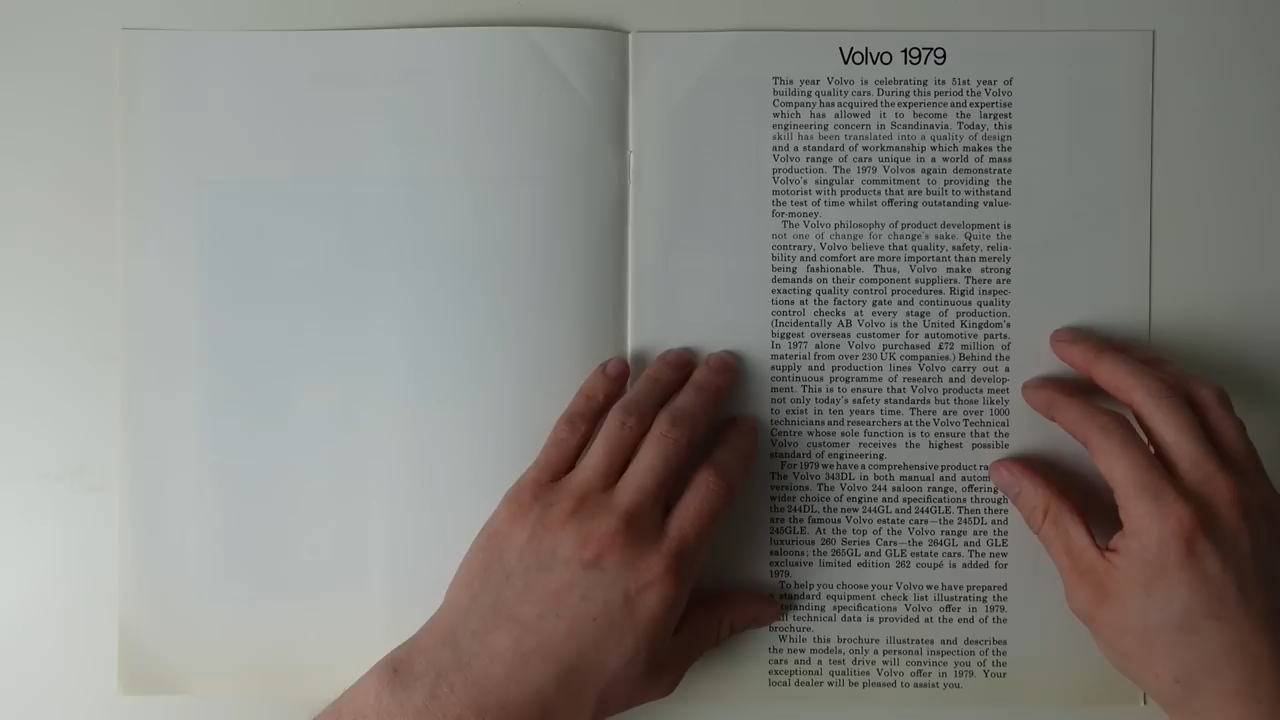 Volvo 1979
This year Volvo is celebrating its 51st year of
building quality cars. During this period the Volvo
Company has acquired the experience and expertise
which has allowed it to become the largest
engineering concern in Scandinavia. Today, this
skill has been translated into a quality of design
and a standard of workmanship which makes the
Volvo range of cars unique in a world of mass
production. The 1979 Volvos again demonstrate
Volvo's singular commitment to providing the
motorist with products that are built to withstand
the test of time whilst offering outstanding value-
for-money.
The Volvo philosophy of product development is
not one of change for change's sake. Quite the
contrary, Volvo believe that quality, safety, relia-
bility and comfort are more important than merely
being fashionable. Thus, Volvo make strong
demands on their component suppliers. There are
exacting quality control procedures. Rigid inspec-
tions at the factory gate and continuous quality
control checks at every stage of production.
(Incidentally AB Volvo is the United Kingdom's
biggest overseas customer for automotive parts.
In 1977 alone Volvo purchased £72 million of
material from over 230 UK companies.) Behind the
supply and production lines Volvo carry out a
continuous programme of research and develop-
ment. This is to ensure that Volvo products meet
not only today's safety standards but those likely
to exist in ten years time. There are over 1000
technicians and researchers at the Volvo Technical
Centre whose sole function is to ensure that the
Volvo customer receives the highest possible
standard of engineering.
For 1979 we have a comprehensive product
The Volvo 343DL in both manual and
versions. The Volvo 244 saloon range, offering
wider choice of engine and specifications through
the 244DL, the new 244GL and 244GLE. Then there
are the famous Volvo estate cars—the 245DL and
245GLE. At the top of the Volvo range are the
luxurious 260 Series Cars—the 264GL and GLE
saloons; the 265GL and GLE estate cars. The new
exclusive limited edition 262 coupé is added for
1979.
To help you choose your Volvo we have prepared
standard equipment check list illustrating the
specifications Volvo offer in 1979.
technical data is provided at the end of the
brochure.
While this brochure illustrates and describes
the new models, only a personal inspection of the
cars and a test drive will convince you of the
exceptional qualities Volvo offer in 1979. Your
local dealer will be pleased to assist you.